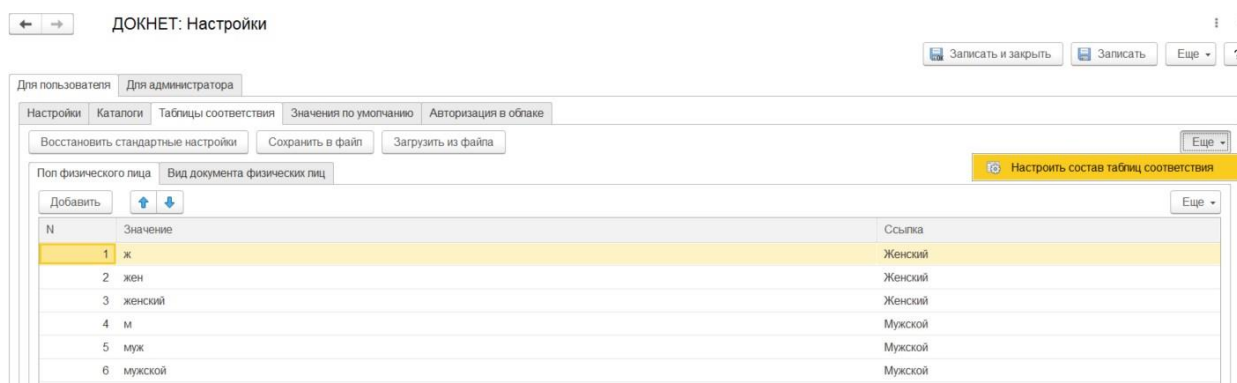 ДОКНЕТ: Настройки
Записать и закрыть Записать Еще ?
Для пользователя Для администратора
Настройки Каталоги Таблицы соответствия Значения по умолчанию Авторизация в облаке
Восстановить стандартные настройки Сохранить в файл Загрузить из файла Еще
Настроить состав таблиц соответствия
Пол физического лица Вид документа физических лиц
Добавить Еще
N Значение Ссылка
1 ж Женский
2 жен Женский
3 женский Женский
4 м Мужской
5 муж Мужской
6 мужской Мужской